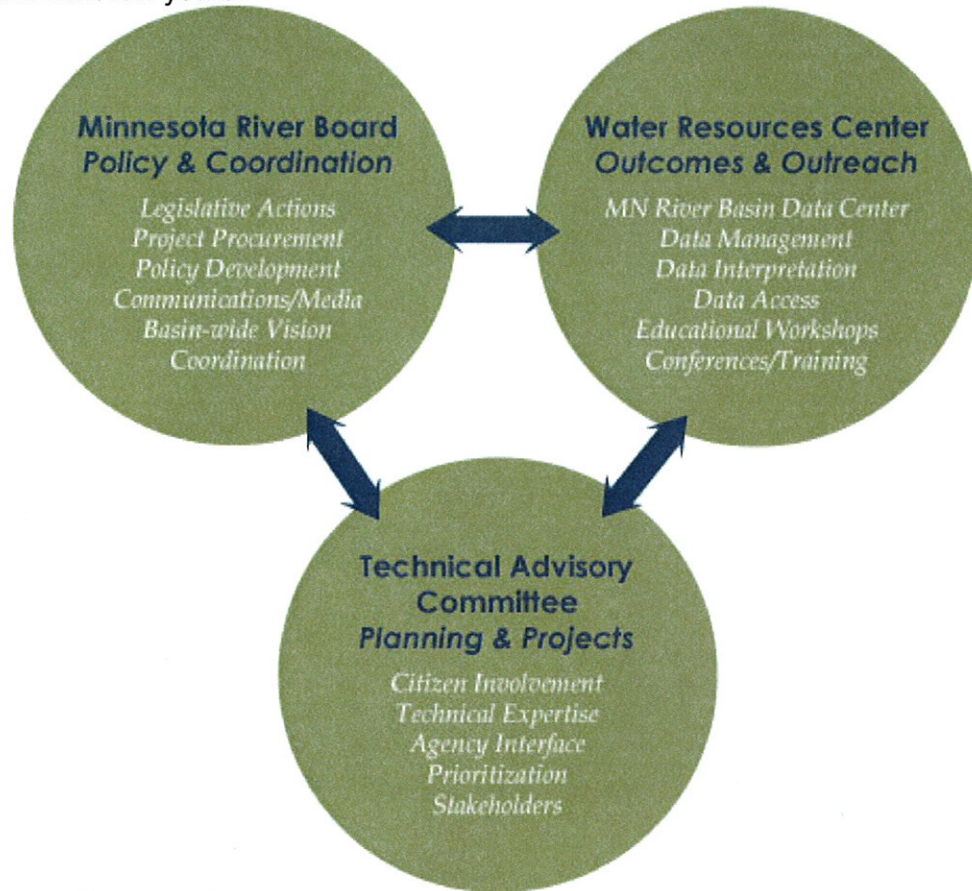 Minnesota River Board
Policy & Coordination
Legislative Actions
Project Procurement
Policy Development
Communications/Media
Basin-wide Vision
Coordination
Water Resources Center
Outcomes & Outreach
MN River Basin Data Center
Data Management
Data Interpretation
Data Access
Educational Workshops
Conferences/Training
Technical Advisory
Committee
Planning & Projects
Citizen Involvement
Technical Expertise
Agency Interface
Prioritization
Stakeholders